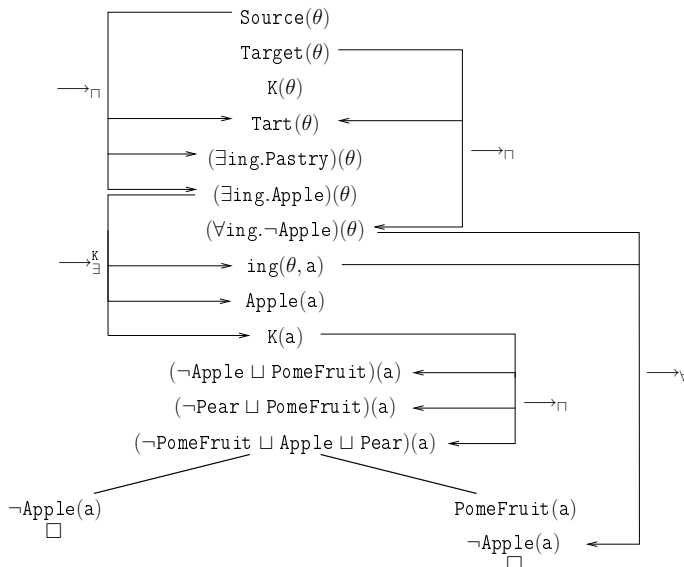 Source(θ)
Target(θ)
K(θ)
⟶⊓
Tart(θ)
(∃ing.Pastry)(θ)
⟶⊓
(∃ing.Apple)(θ)
(∀ing.¬Apple)(θ)
⟶∃K
ing(θ,a)
Apple(a)
K(a)
(¬Apple ⊔ PomeFruit)(a)
⟶∀
(¬Pear ⊔ PomeFruit)(a)
⟶⊓
(¬PomeFruit ⊔ Apple ⊔ Pear)(a)
¬Apple(a)
□
PomeFruit(a)
¬Apple(a)
□